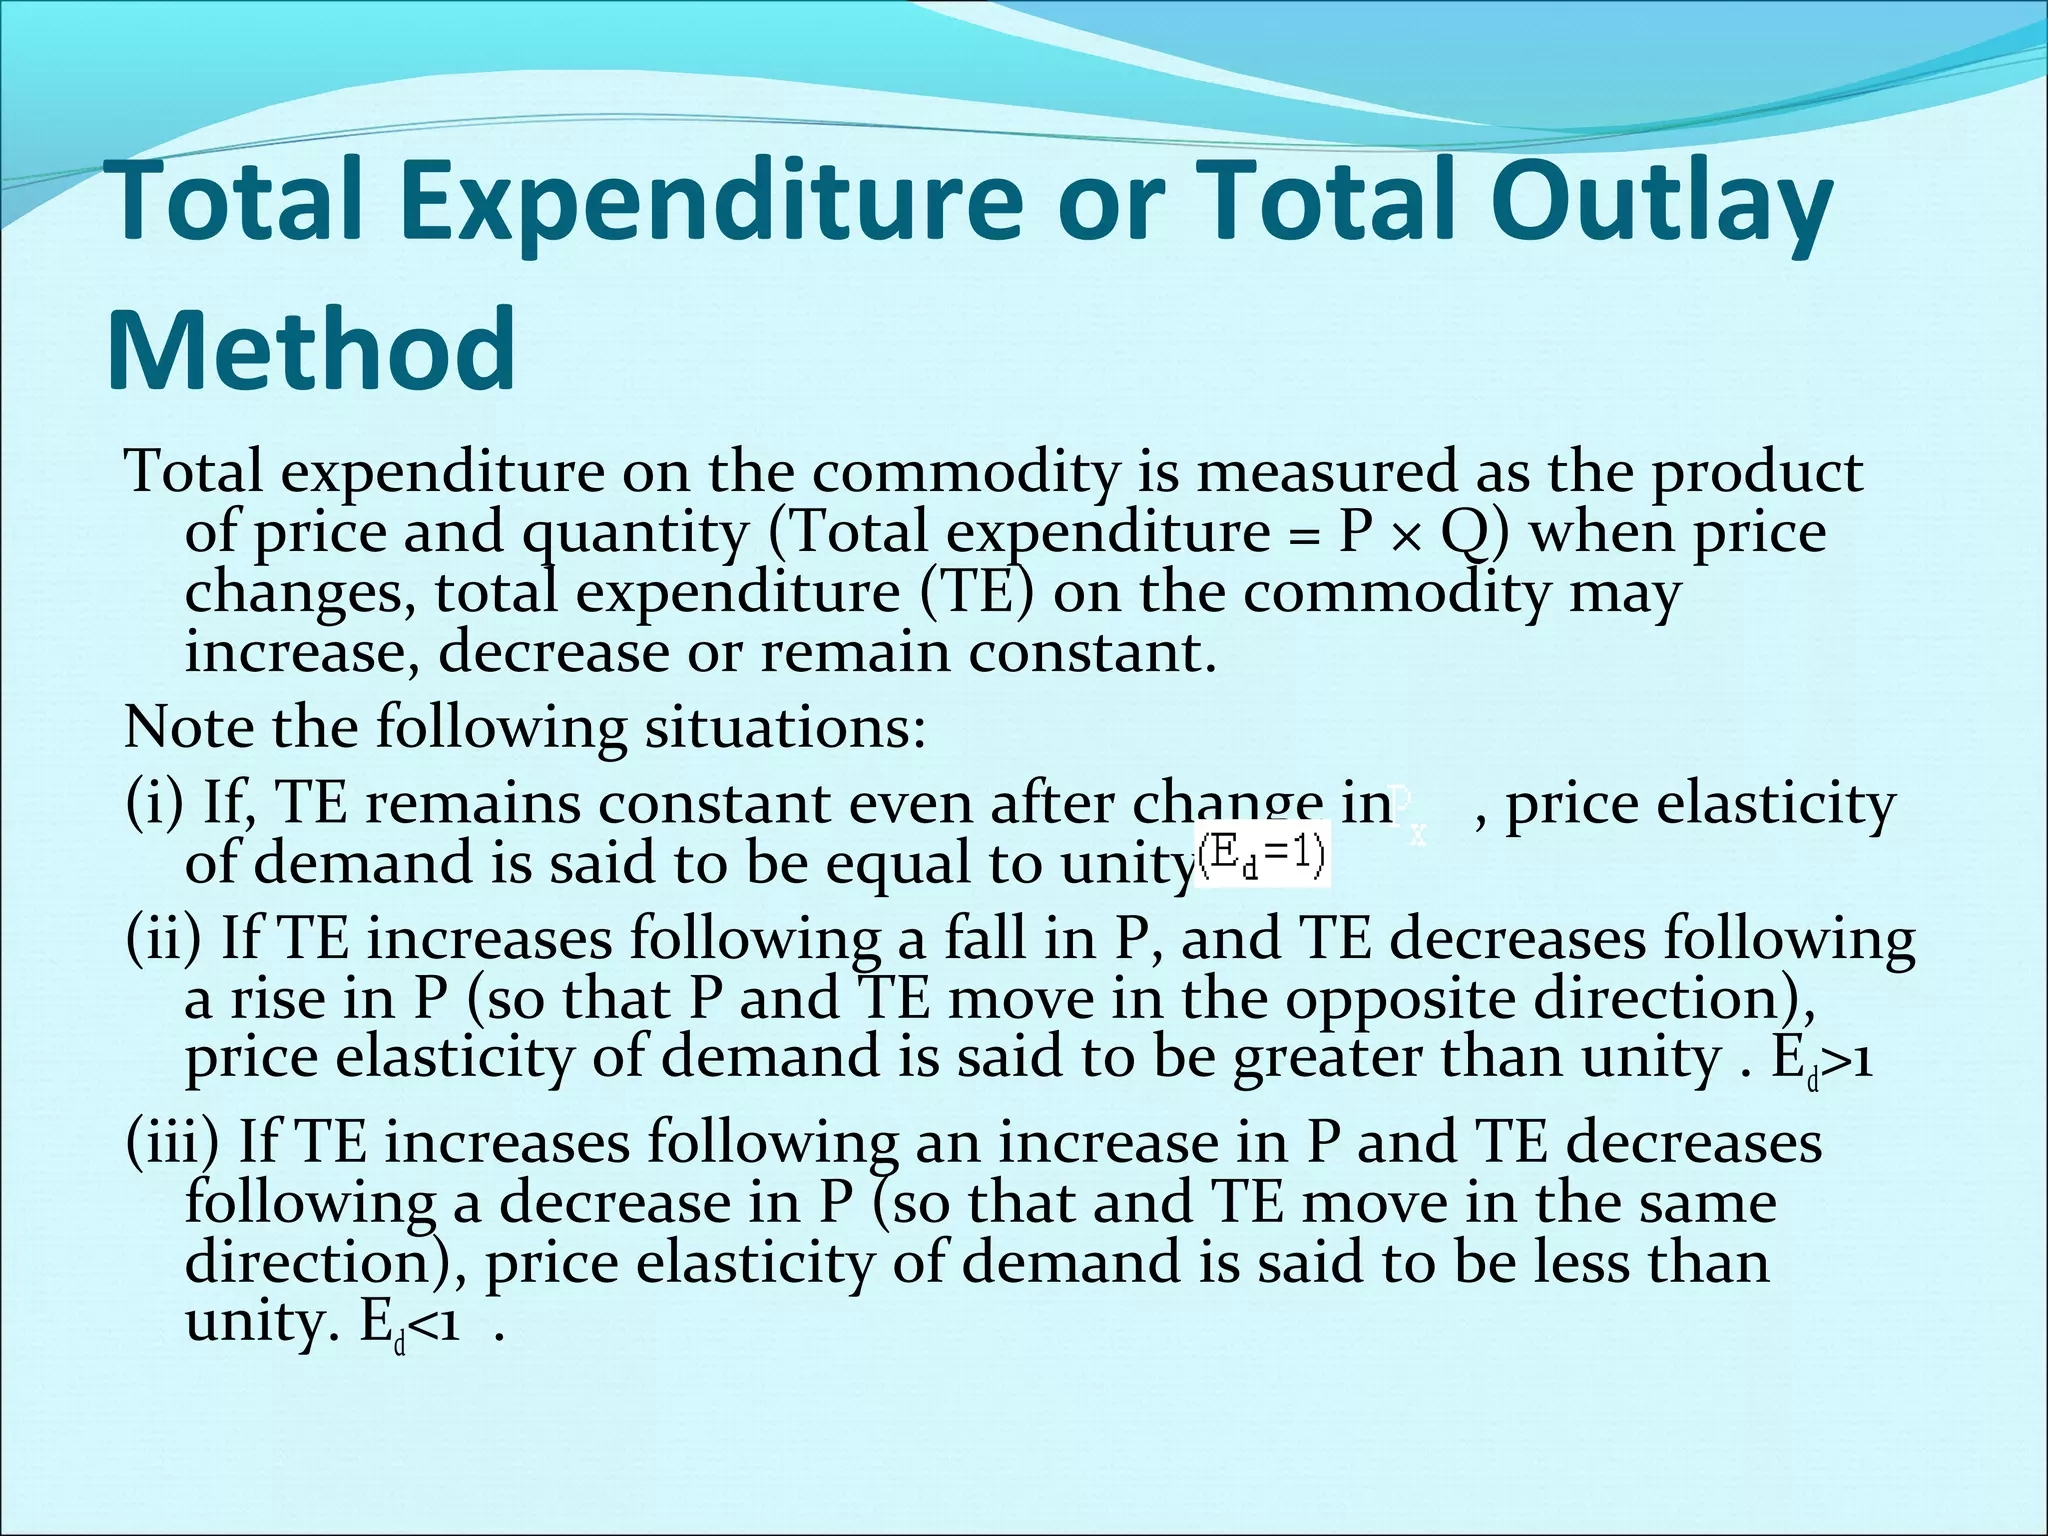 Total Expenditure or Total Outlay
Method
Total expenditure on the commodity is measured as the product
of price and quantity (Total expenditure = P × Q) when price
changes, total expenditure (TE) on the commodity may
increase, decrease or remain constant.
Note the following situations:
(i) If, TE remains constant even after change in Px , price elasticity
of demand is said to be equal to unity (Ed=1)
(ii) If TE increases following a fall in P, and TE decreases following
a rise in P (so that P and TE move in the opposite direction),
price elasticity of demand is said to be greater than unity . Ed>1
(iii) If TE increases following an increase in P and TE decreases
following a decrease in P (so that and TE move in the same
direction), price elasticity of demand is said to be less than
unity. Ed<1 .